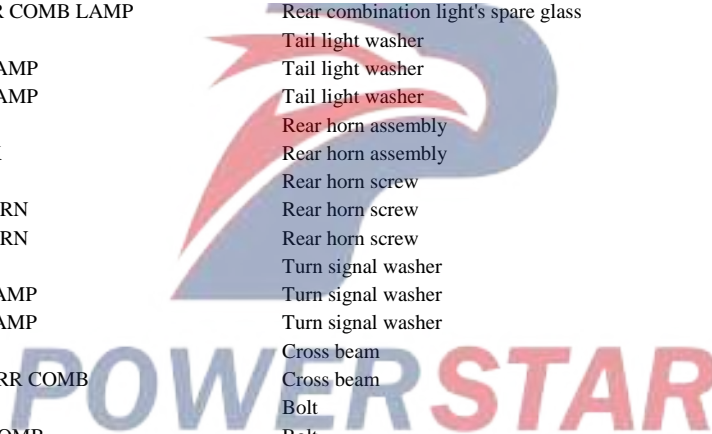 R COMB LAMP Rear combination light's spare glass
Tail light washer
AMP Tail light washer
AMP Tail light washer
Rear horn assembly
Rear horn assembly
Rear horn screw
RN Rear horn screw
RN Rear horn screw
Turn signal washer
AMP Turn signal washer
AMP Turn signal washer
Cross beam
RR COMB Cross beam
Bolt
OMB Bolt
POWERSTAR